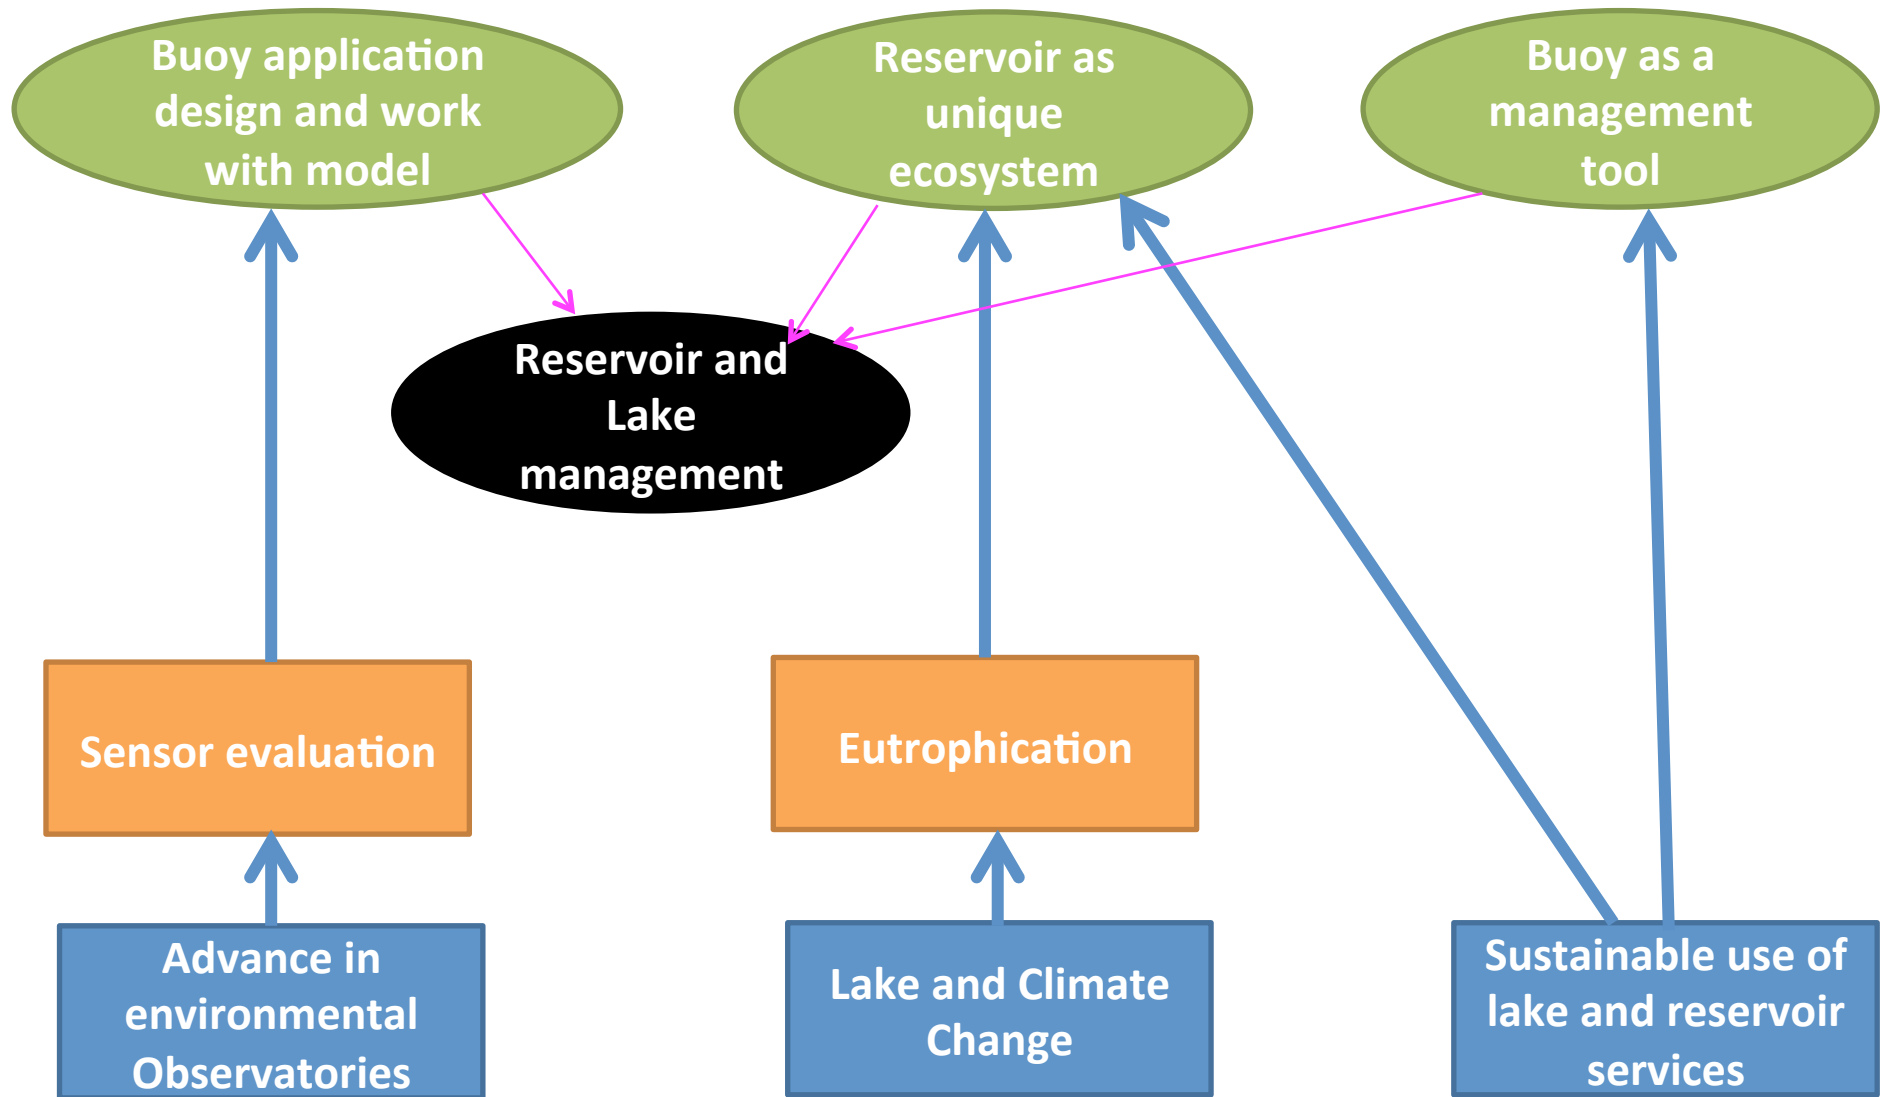 Buoy application
design and work
with model
Reservoir as
unique
ecosystem
Buoy as a
management
tool
Reservoir and
Lake
management
Sensor evaluation
Eutrophication
Advance in
environmental
Observatories
Lake and Climate
Change
Sustainable use of
lake and reservoir
services